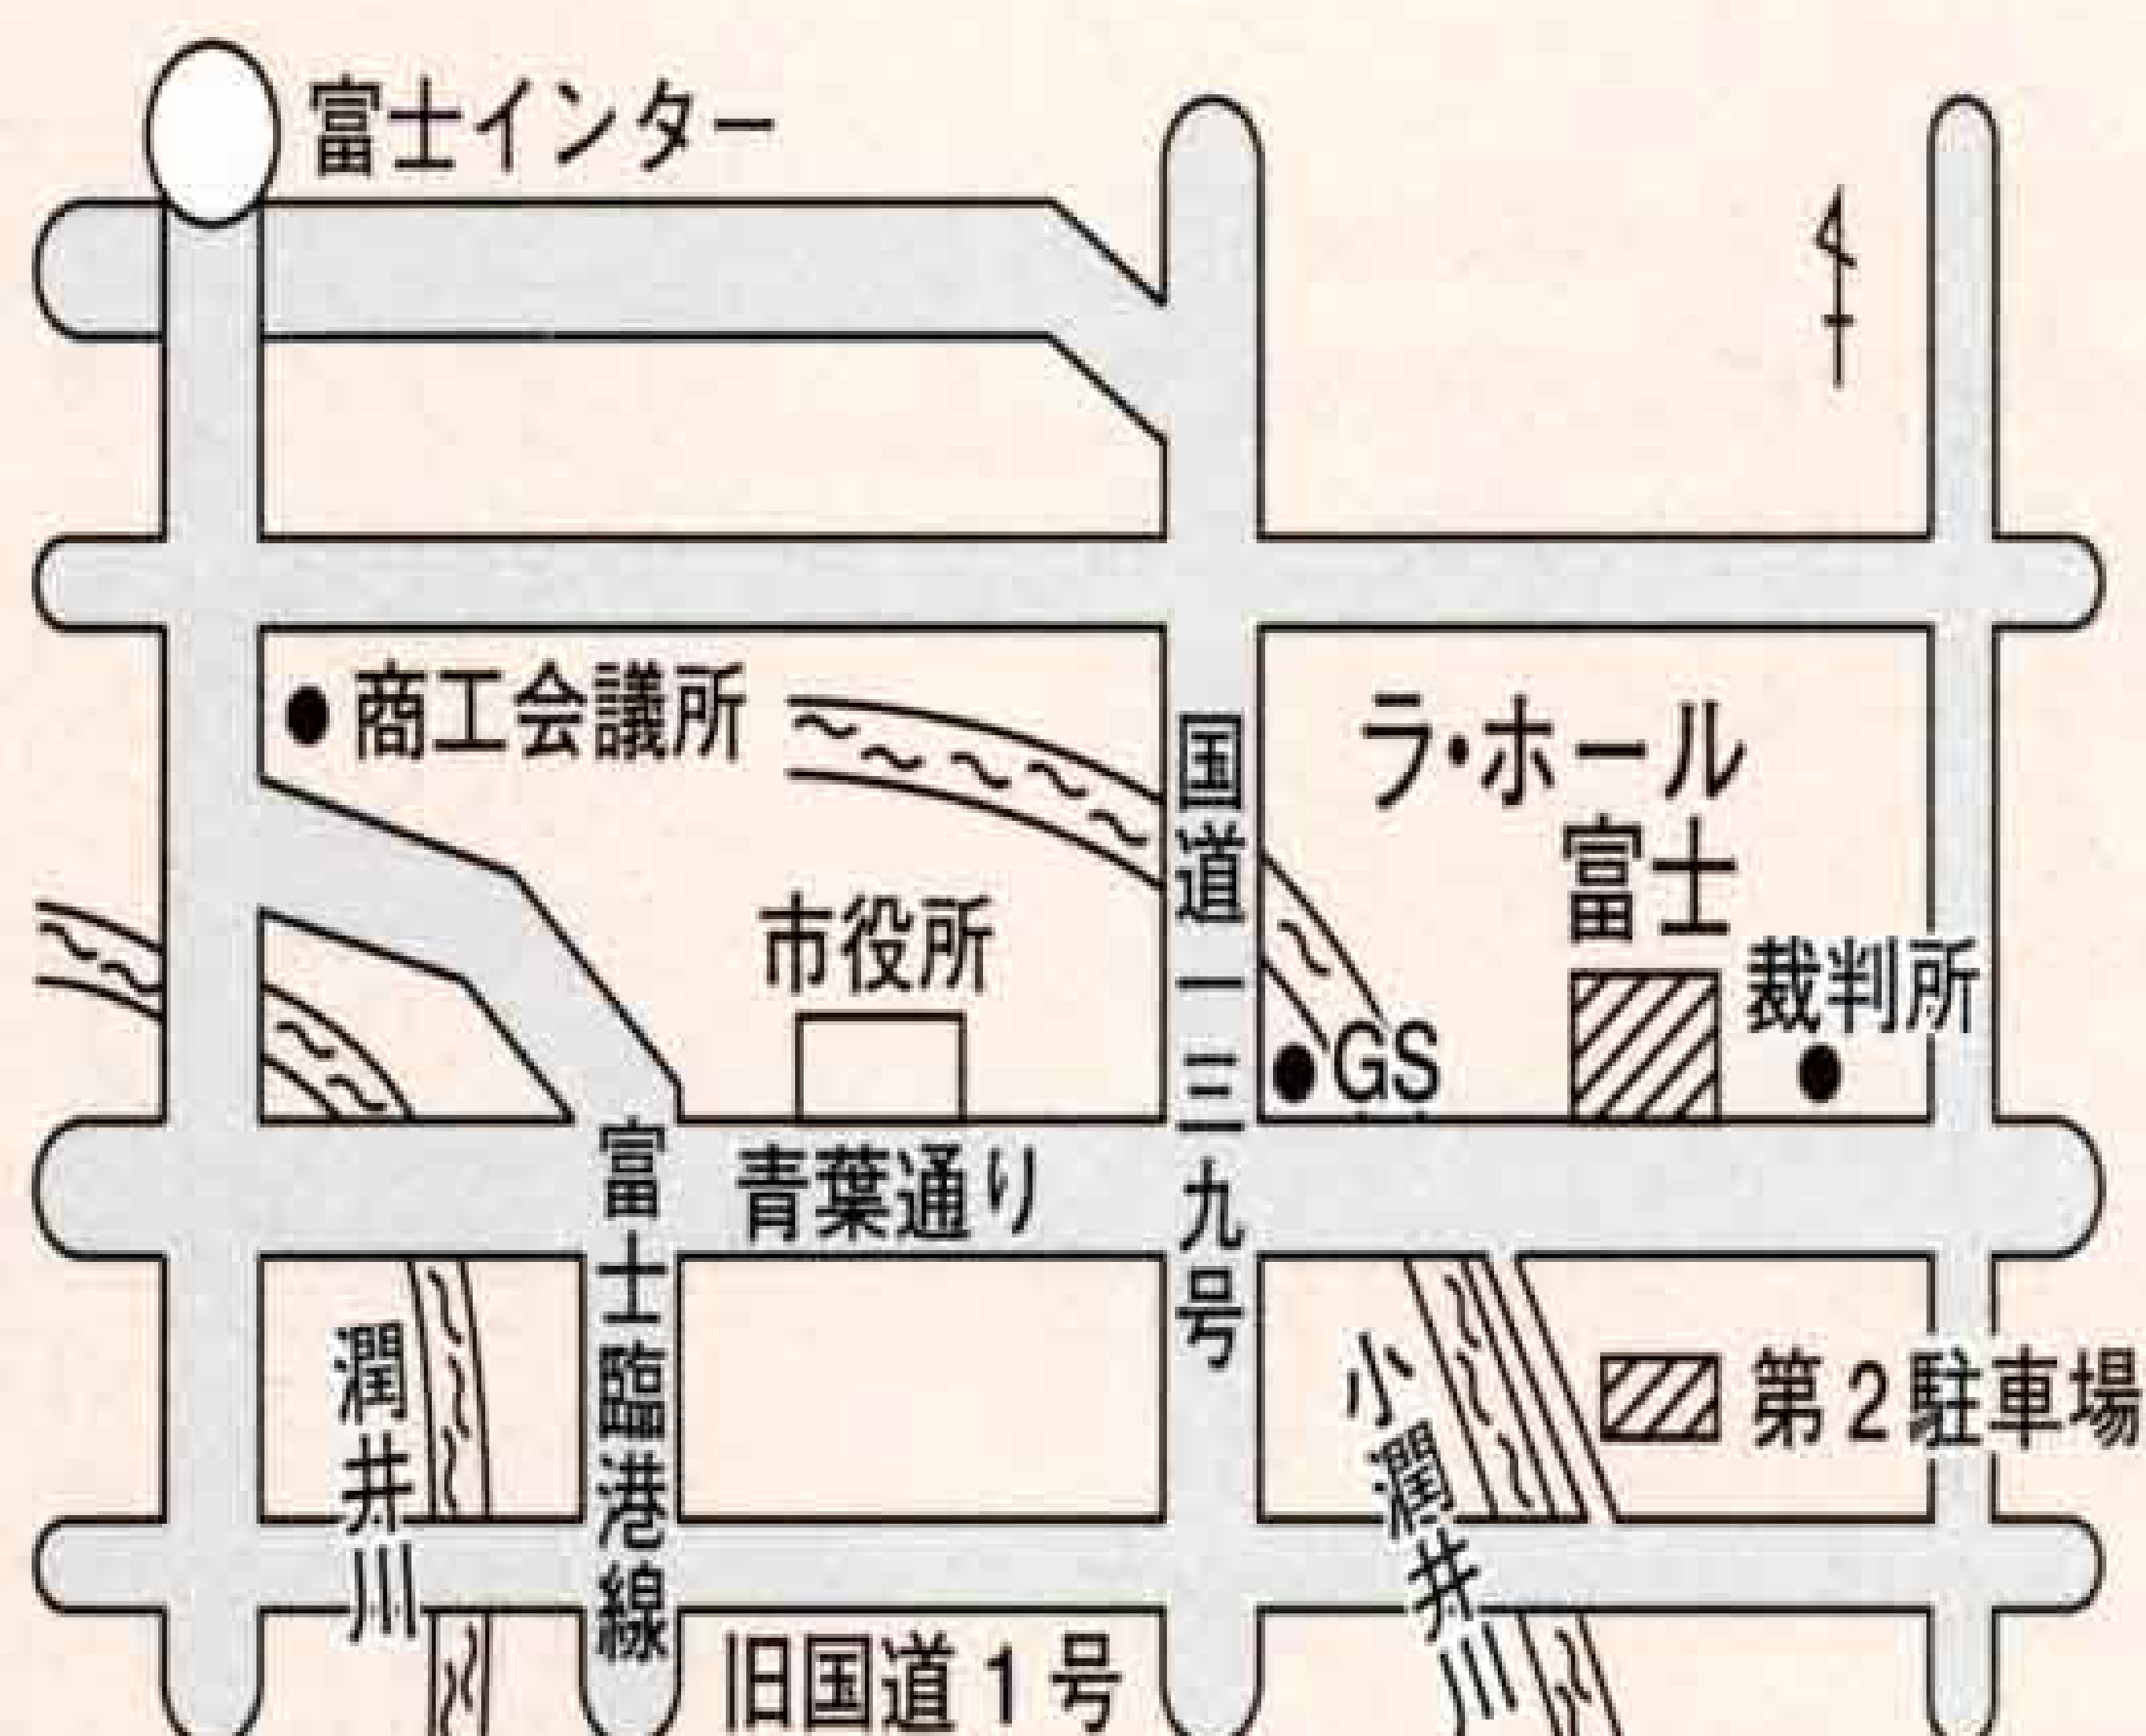 富士インター
商工会議所
国道一三九号
ラ・ホール
富士
市役所
裁判所
GS
青葉通り
富士臨港線
潤井川
小潤井川
第2駐車場
旧国道1号